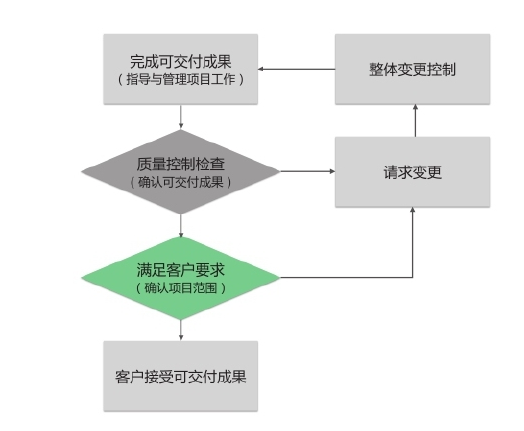 完成可交付成果
（指导与管理项目工作）
整体变更控制
质量控制检查
（确认可交付成果）
请求变更
满足客户要求
（确认项目范围）
客户接受可交付成果